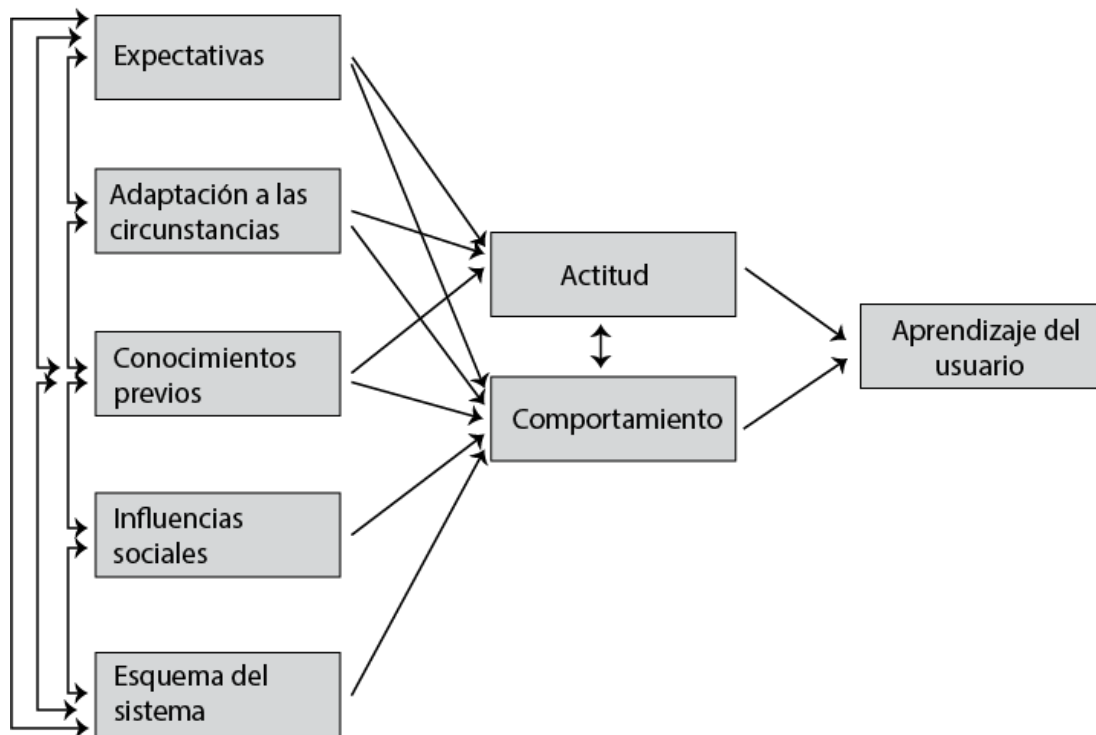 Expectativas
Adaptación a las
circunstancias
Conocimientos
previos
Influencias
sociales
Esquema del
sistema
Actitud
Comportamiento
Aprendizaje del
usuario